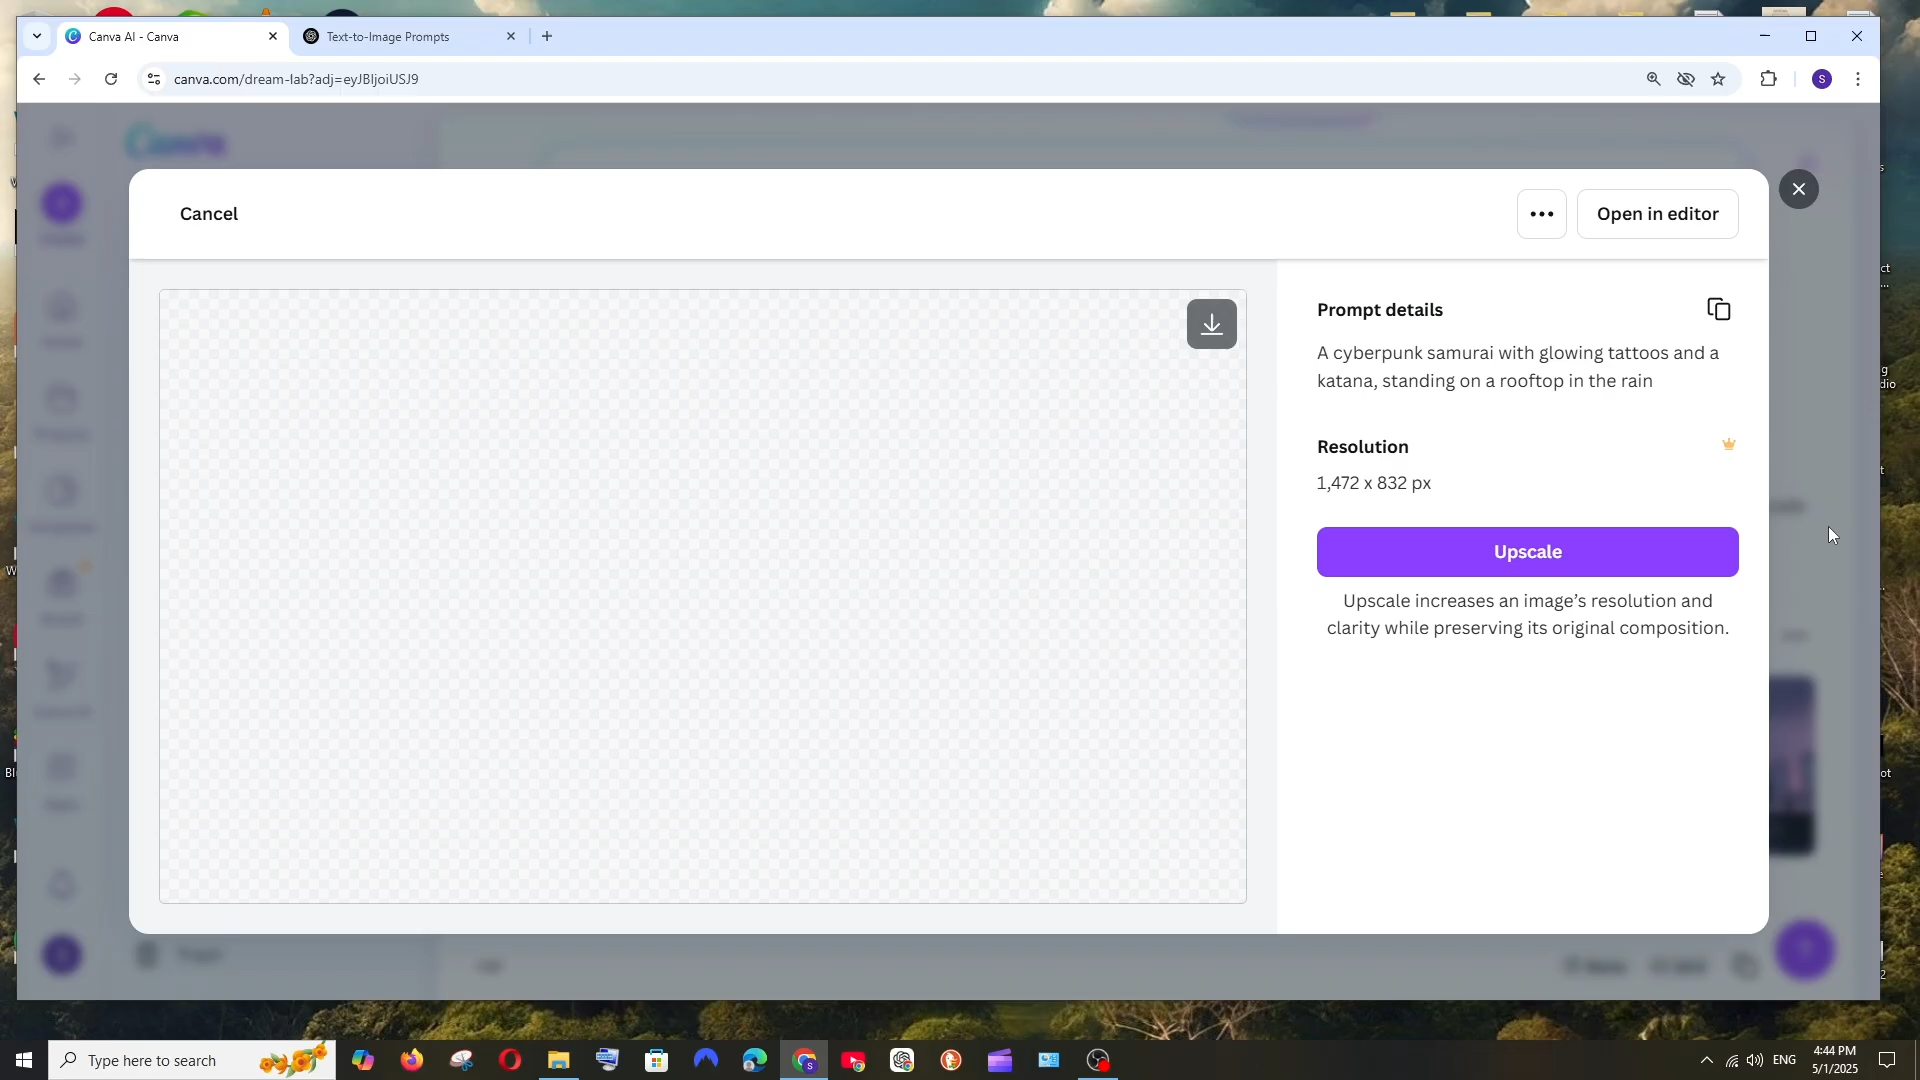 Canva AI - Canva
Text-to-Image Prompts
canva.com/dream-lab?adj=eyJBIjoiUSJ9
S
Canva
Cancel
Open in editor
Prompt details
A cyberpunk samurai with glowing tattoos and a
katana, standing on a rooftop in the rain
Resolution
1,472 x 832 px
Upscale
Upscale increases an image’s resolution and
clarity while preserving its original composition.
Type here to search
ENG
4:44 PM
5/1/2025